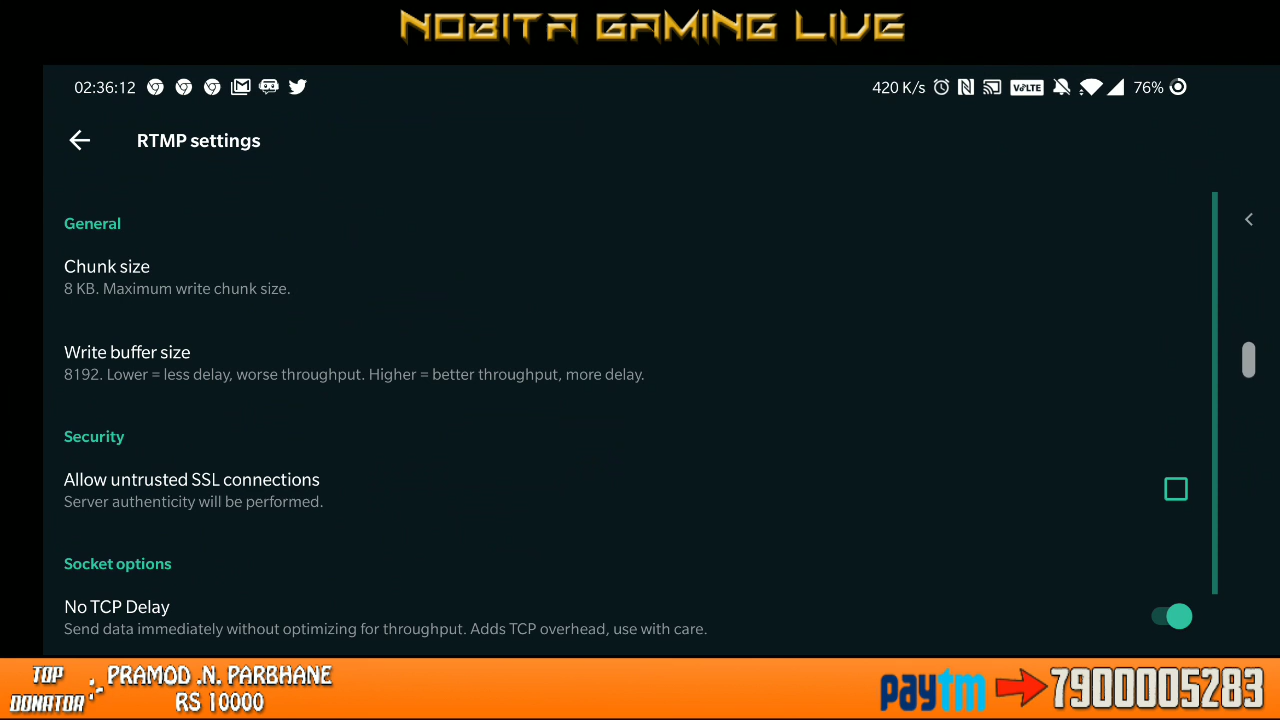 NOBITA GAMING LIVE
02:36:12
420 K/s VoLTE 76%
RTMP settings
General
Chunk size
8 KB. Maximum write chunk size.
Write buffer size
8192. Lower = less delay, worse throughput. Higher = better throughput, more delay.
Security
Allow untrusted SSL connections
Server authenticity will be performed.
Socket options
No TCP Delay
Send data immediately without optimizing for throughput. Adds TCP overhead, use with care.
TOP
DONATOR
: PRAMOD .N. PARBHANE
RS 10000
paytm 7900005283